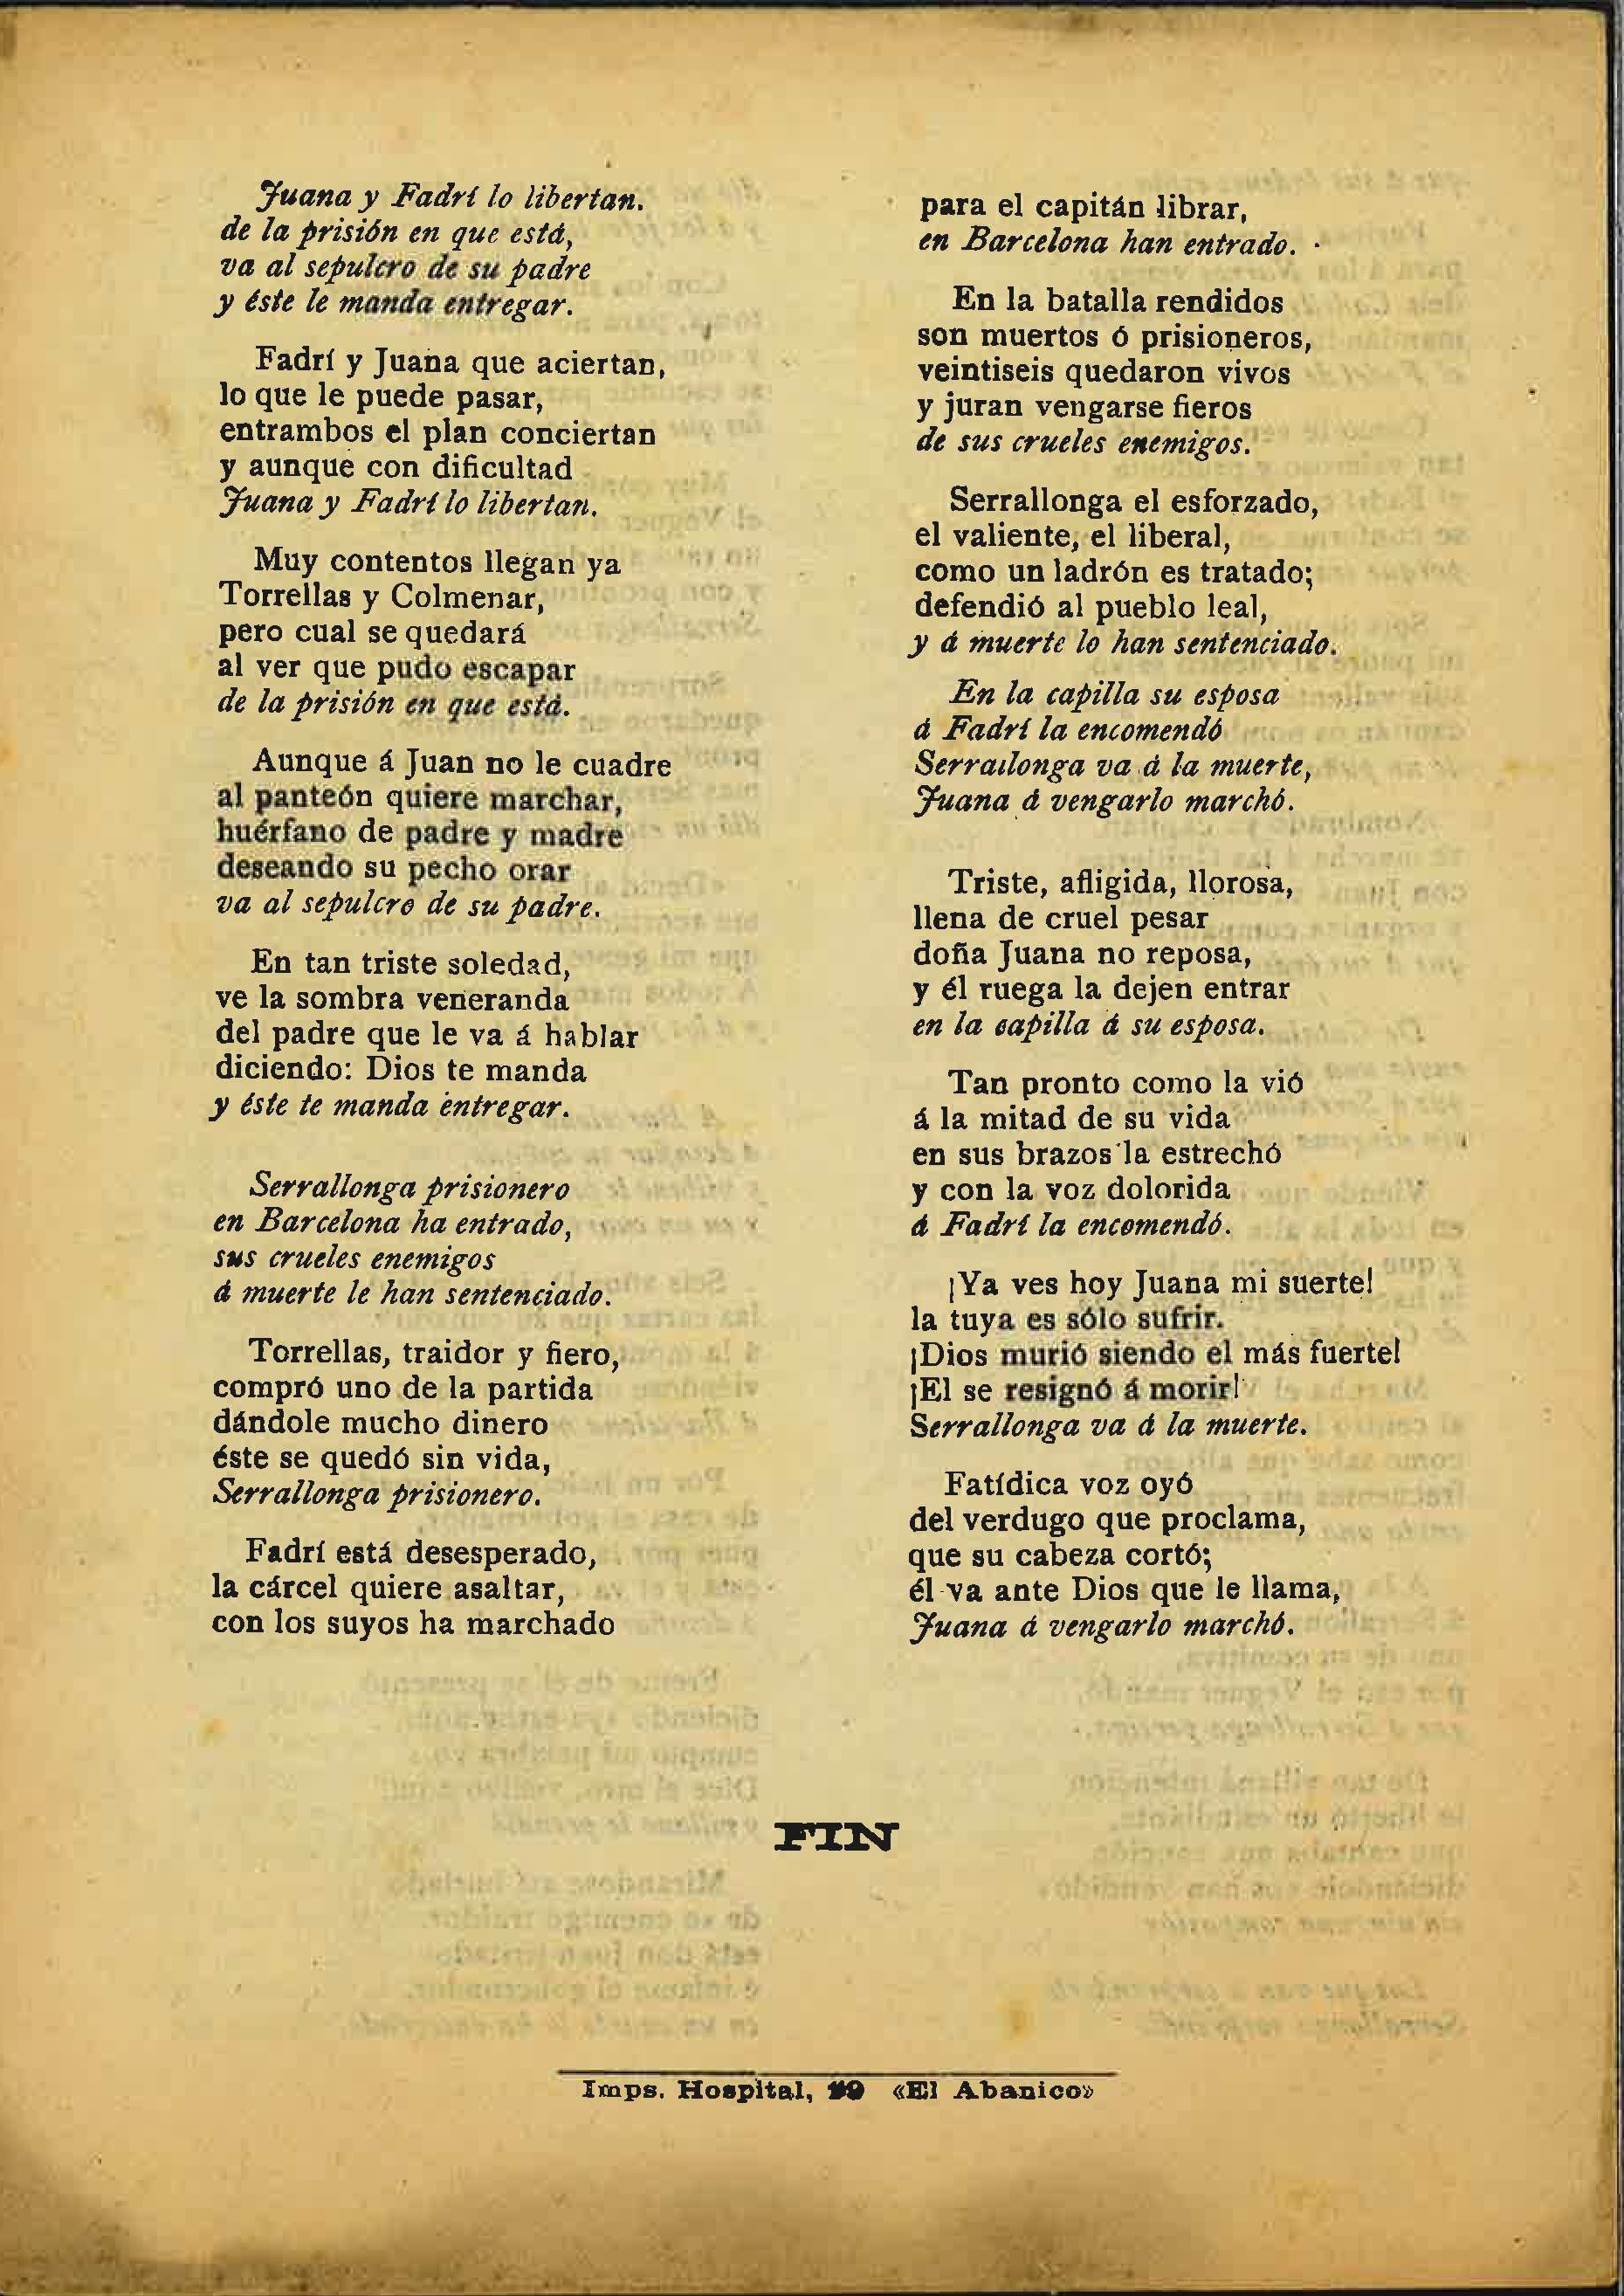 Juana y Fadrí lo libertan.
de la prisión en que está,
va al sepulcro de su padre
y éste le manda entregar.
Fadrí y Juana que aciertan,
lo que le puede pasar,
entrambos el plan conciertan
y aunque con dificultad
Juana y Fadrí lo libertan.
Muy contentos llegan ya
Torrellas y Colmenar,
pero cual se quedará
al ver que pudo escapar
de la prisión en que está.
Aunque á Juan no le cuadre
al panteón quiere marchar,
huérfano de padre y madre
deseando su pecho orar
va al sepulcro de su padre.
En tan triste soledad,
ve la sombra veneranda
del padre que le va á hablar
diciendo: Dios te manda
y éste te manda entregar.
Serrallonga prisionero
en Barcelona ha entrado,
sus crueles enemigos
á muerte le han sentenciado.
Torrellas, traidor y fiero,
compró uno de la partida
dándole mucho dinero
éste se quedó sin vida,
Serrallonga prisionero.
Fadrí está desesperado,
la cárcel quiere asaltar,
con los suyos ha marchado
para el capitán librar,
en Barcelona han entrado.
En la batalla rendidos
son muertos ó prisioneros,
veintiseis quedaron vivos
y juran vengarse fieros
de sus crueles enemigos.
Serrallonga el esforzado,
el valiente, el liberal,
como un ladrón es tratado;
defendió al pueblo leal,
y á muerte lo han sentenciado.
En la capilla su esposa
á Fadrí la encomendó
Serrallonga va á la muerte,
Juana á vengarlo marchó.
Triste, afligida, llorosa,
llena de cruel pesar
doña Juana no reposa,
y él ruega la dejen entrar
en la capilla á su esposa.
Tan pronto como la vió
á la mitad de su vida
en sus brazos la estrechó
y con la voz dolorida
á Fadrí la encomendó.
¡Ya ves hoy Juana mi suerte!
la tuya es sólo sufrir.
¡Dios murió siendo el más fuerte!
¡El se resignó á morir!
Serrallonga va á la muerte.
Fatídica voz oyó
del verdugo que proclama,
que su cabeza cortó;
él va ante Dios que le llama,
Juana á vengarlo marchó.
FIN
Imps. Hospital, «El Abanico»